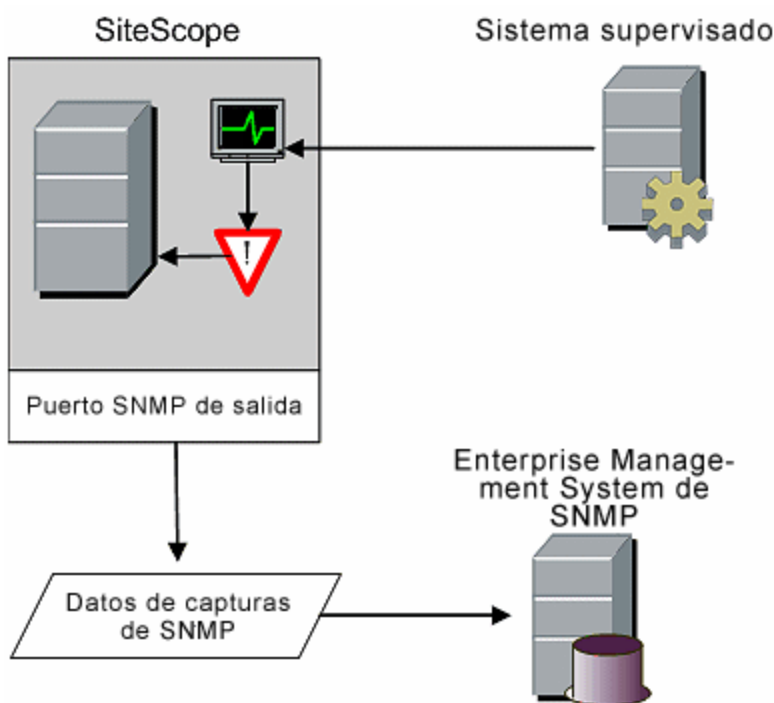 SiteScope
Sistema supervisado
!
Puerto SNMP de salida
Enterprise Manage-
ment System de
SNMP
Datos de capturas
de SNMP